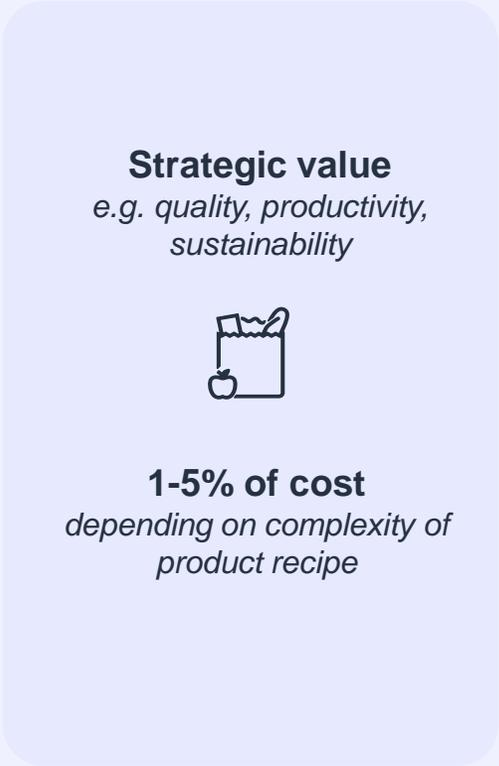 Strategic value
e.g. quality, productivity,
sustainability
1-5% of cost
depending on complexity of
product recipe